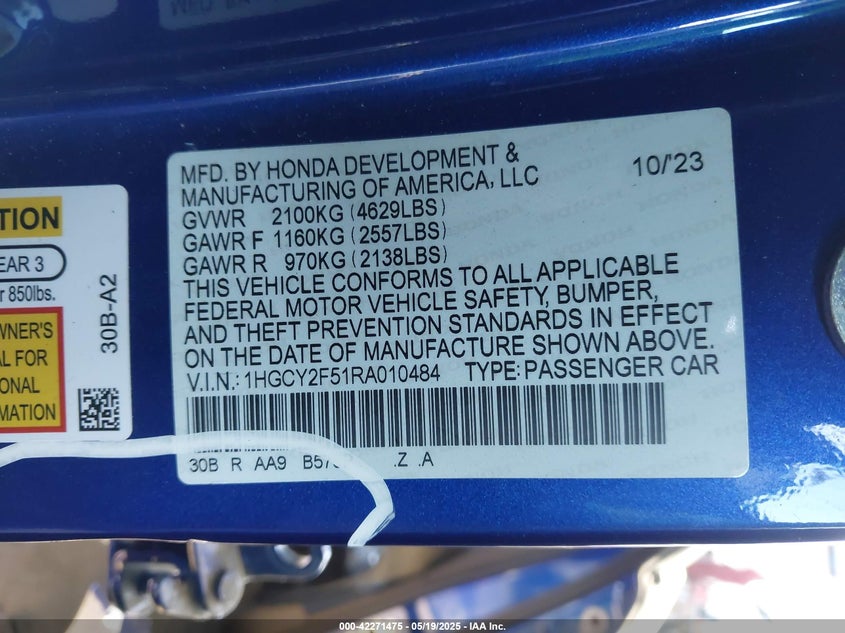 MFD. BY HONDA DEVELOPMENT & 10/'23
MANUFACTURING OF AMERICA, LLC
GVWR 2100KG (4629LBS)
GAWR F 1160KG (2557LBS)
GAWR R 970KG (2138LBS)
THIS VEHICLE CONFORMS TO ALL APPLICABLE
FEDERAL MOTOR VEHICLE SAFETY, BUMPER,
AND THEFT PREVENTION STANDARDS IN EFFECT
ON THE DATE OF MANUFACTURE SHOWN ABOVE.
V.I.N.: 1HGCY2F51RA010484 TYPE: PASSENGER CAR
30B R AA9 B57 .Z .A
TION
EAR 3
r 850lbs.
WNER'S
AL FOR
ONAL
MATION
30B-A2
000-42271475 - 05/19/2025 - IAA Inc.